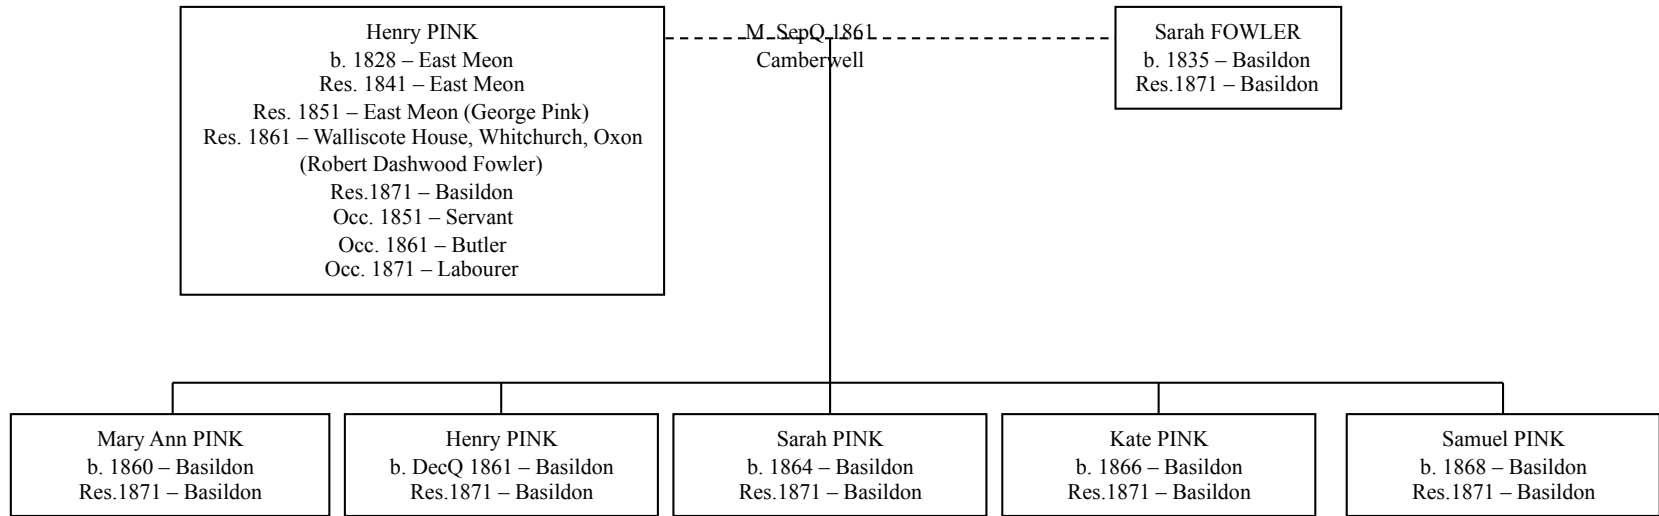 Henry PINK
b. 1828 – East Meon
Res. 1841 – East Meon
Res. 1851 – East Meon (George Pink)
Res. 1861 – Walliscote House, Whitchurch, Oxon
(Robert Dashwood Fowler)
Res.1871 – Basildon
Occ. 1851 – Servant
Occ. 1861 – Butler
Occ. 1871 – Labourer
M. SepQ 1861
Camberwell
Sarah FOWLER
b. 1835 – Basildon
Res.1871 – Basildon
Mary Ann PINK
b. 1860 – Basildon
Res.1871 – Basildon
Henry PINK
b. DecQ 1861 – Basildon
Res.1871 – Basildon
Sarah PINK
b. 1864 – Basildon
Res.1871 – Basildon
Kate PINK
b. 1866 – Basildon
Res.1871 – Basildon
Samuel PINK
b. 1868 – Basildon
Res.1871 – Basildon